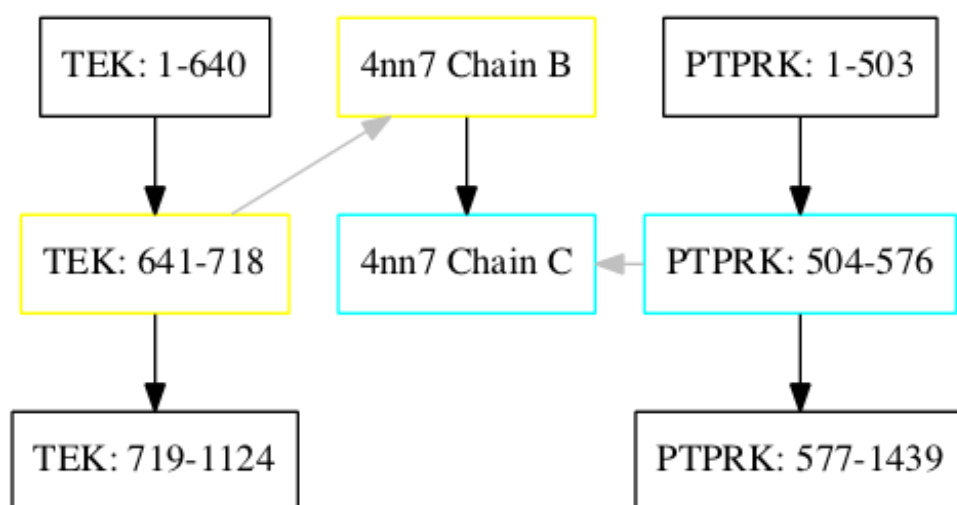 TEK: 1-640
4nn7 Chain B
PTPRK: 1-503
TEK: 641-718
4nn7 Chain C
PTPRK: 504-576
TEK: 719-1124
PTPRK: 577-1439